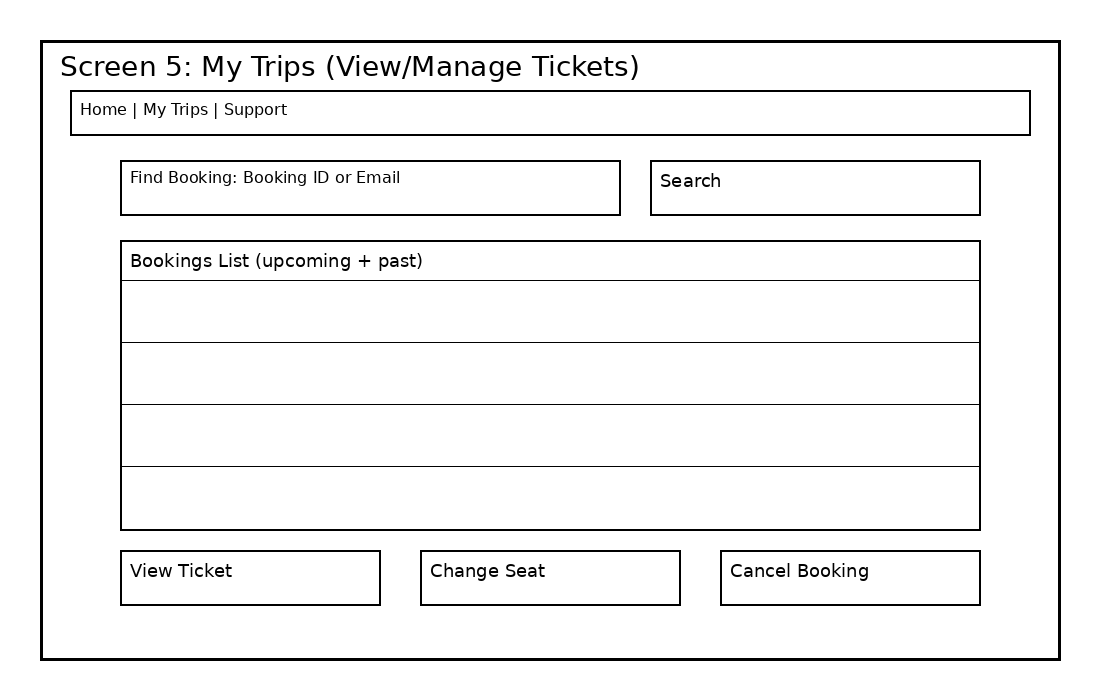 Screen 5: My Trips (View/Manage Tickets)
Home | My Trips | Support
Find Booking: Booking ID or Email
Search
Bookings List (upcoming + past)
View Ticket
Change Seat
Cancel Booking